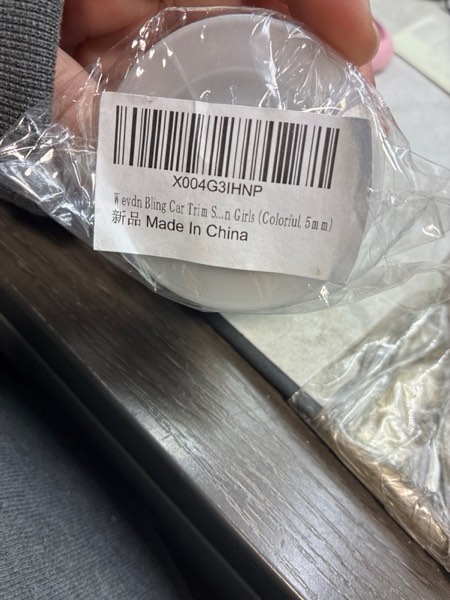 X004G3IHNP
Wevdn Bling Car Trim S...n Girls (Colorful, 5mm)
新品 Made In China